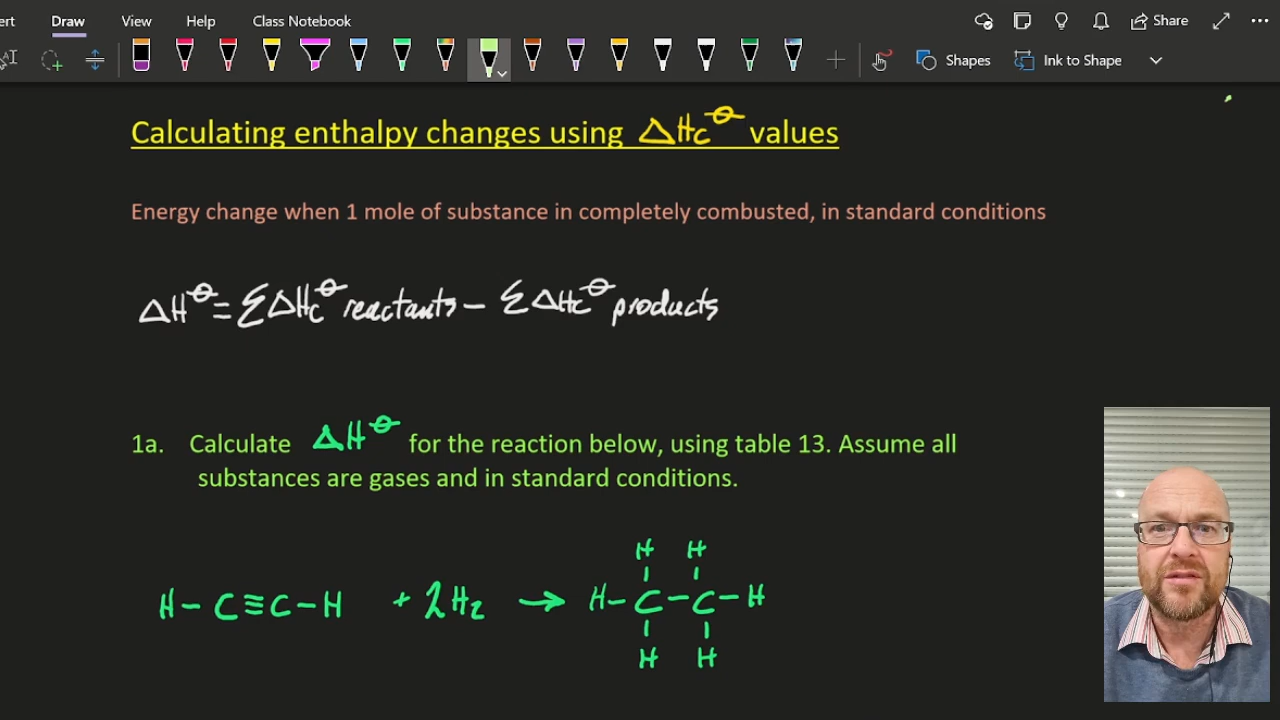 ert Draw View Help Class Notebook Share
Shapes Ink to Shape
Calculating enthalpy changes using ΔHc⦵ values
Energy change when 1 mole of substance in completely combusted, in standard conditions
ΔH⦵ = ΣΔHc⦵ reactants - ΣΔHc⦵ products
1a. Calculate ΔH⦵ for the reaction below, using table 13. Assume all
substances are gases and in standard conditions.
H H
H-C≡C-H + 2H2 → H-C-C-H
H H